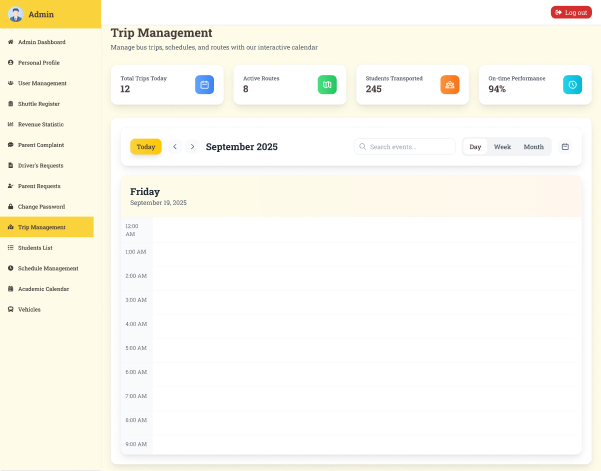 Admin
Log out
Admin Dashboard
Personal Profile
User Management
Shuttle Register
Revenue Statistic
Parent Complaint
Driver's Requests
Parent Requests
Change Password
Trip Management
Students List
Schedule Management
Academic Calendar
Vehicles
Trip Management
Manage bus trips, schedules, and routes with our interactive calendar
Total Trips Today
12
Active Routes
8
Students Transported
245
On-time Performance
94%
Today
September 2025
Search events...
Day
Week
Month
Friday
September 19, 2025
12:00
AM
1:00 AM
2:00 AM
3:00 AM
4:00 AM
5:00 AM
6:00 AM
7:00 AM
8:00 AM
9:00 AM